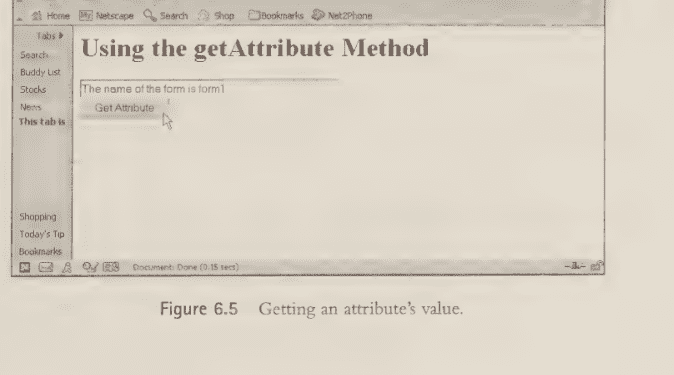 Home My Netscape Search Shop Bookmarks Net2Phone
Tabs
Using the getAttribute Method
Search
Buddy List
Stocks
The name of the form is form1
News
Get Attribute
This tab is
Shopping
Today's Tip
Bookmarks
Document: Done (0.15 secs)
Figure 6.5 Getting an attribute's value.